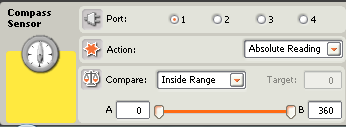 Compass Sensor
Port: 1 2 3 4
Action: Absolute Reading
Compare: Inside Range Target: 0
A 0 B 360